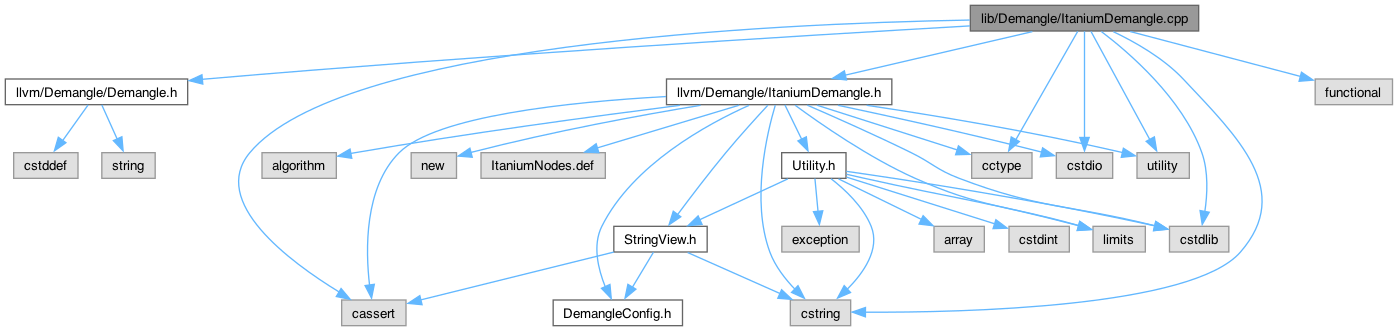 lib/Demangle/ItaniumDemangle.cpp
llvm/Demangle/Demangle.h
llvm/Demangle/ItaniumDemangle.h
functional
cstddef
string
algorithm
new
ItaniumNodes.def
Utility.h
cctype
cstdio
utility
StringView.h
exception
array
cstdint
limits
cstdlib
cassert
DemangleConfig.h
cstring